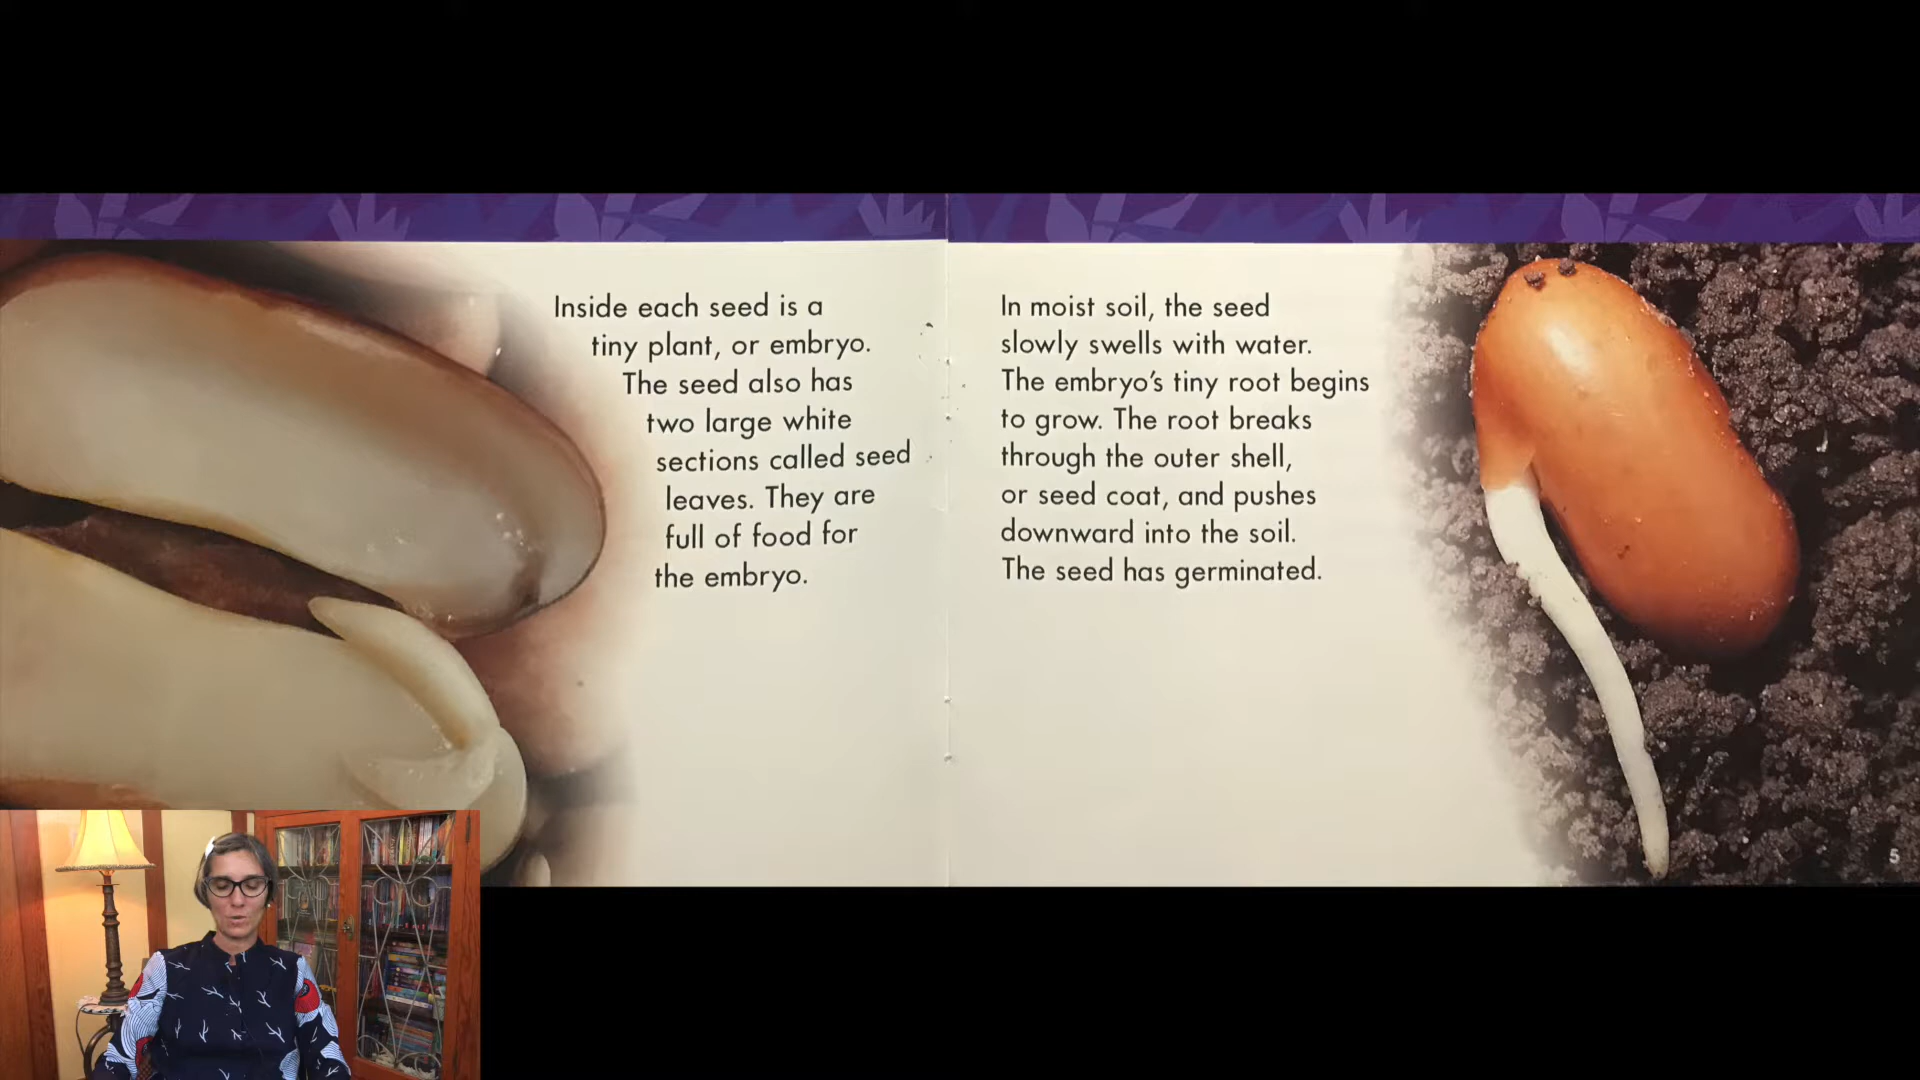 Inside each seed is a
tiny plant, or embryo.
The seed also has
two large white
sections called seed
leaves. They are
full of food for
the embryo.
In moist soil, the seed
slowly swells with water.
The embryo's tiny root begins
to grow. The root breaks
through the outer shell,
or seed coat, and pushes
downward into the soil.
The seed has germinated.
5